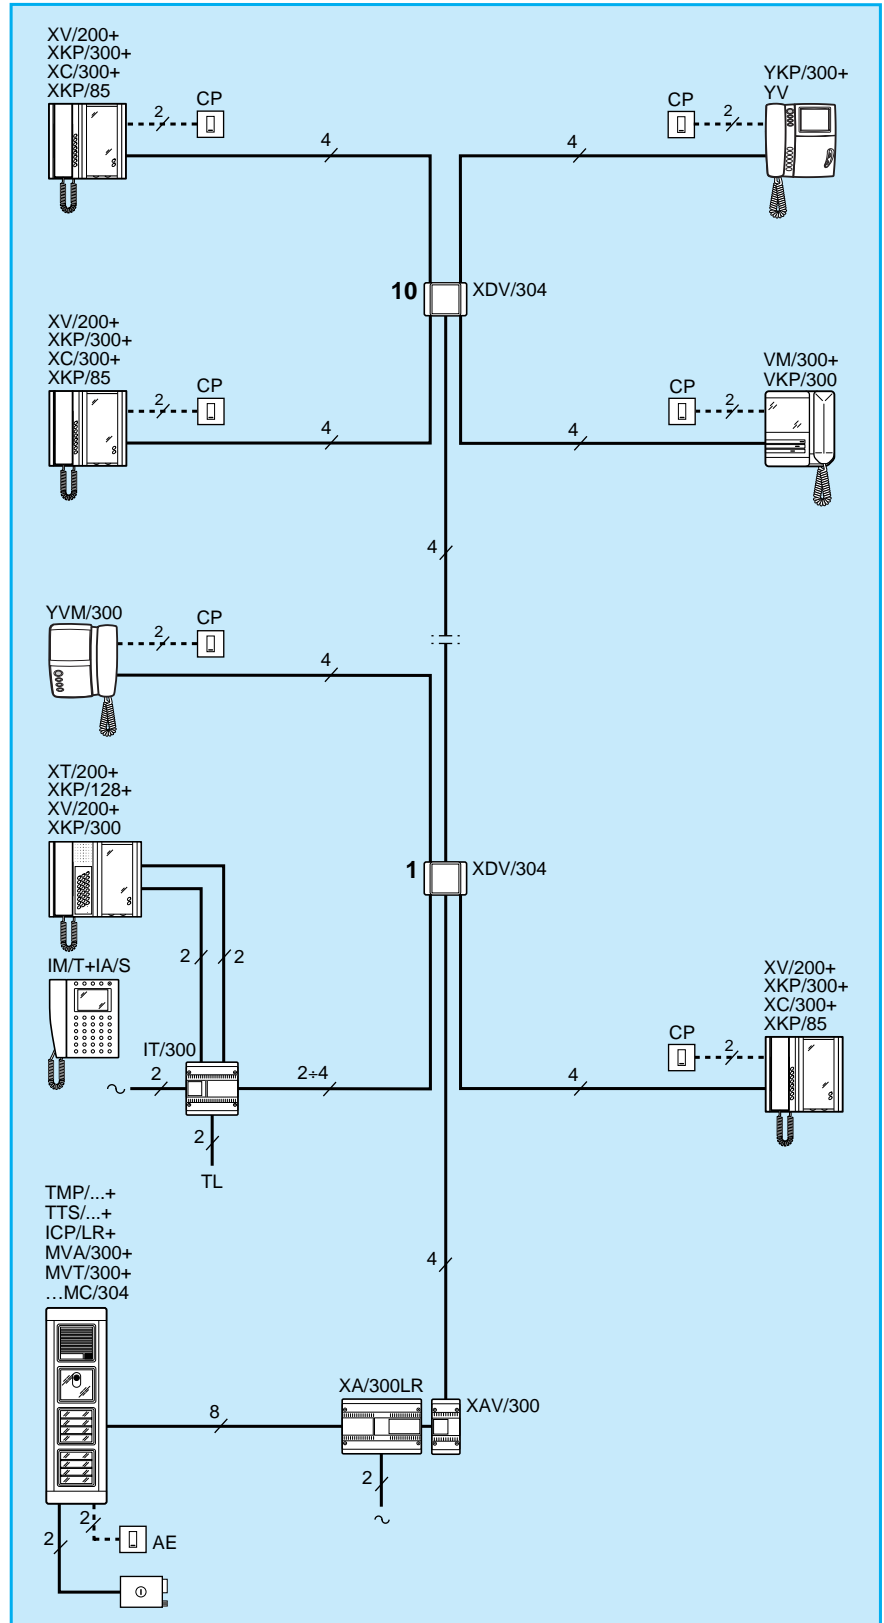 XV/200+
XKP/300+
XC/300+
XKP/85
2
CP
4
YKP/300+
YV
CP
2
4
10
XDV/304
XV/200+
XKP/300+
XC/300+
XKP/85
2
CP
4
VM/300+
VKP/300
CP
2
4
4
YVM/300
2
CP
4
XT/200+
XKP/128+
XV/200+
XKP/300
1
XDV/304
2
2
IM/T+IA/S
IT/300
2
2÷4
2
TL
XV/200+
XKP/300+
XC/300+
XKP/85
CP
2
4
TMP/...+
TTS/...+
ICP/LR+
MVA/300+
MVT/300+
...MC/304
4
XA/300LR
XAV/300
8
2
2
2
AE